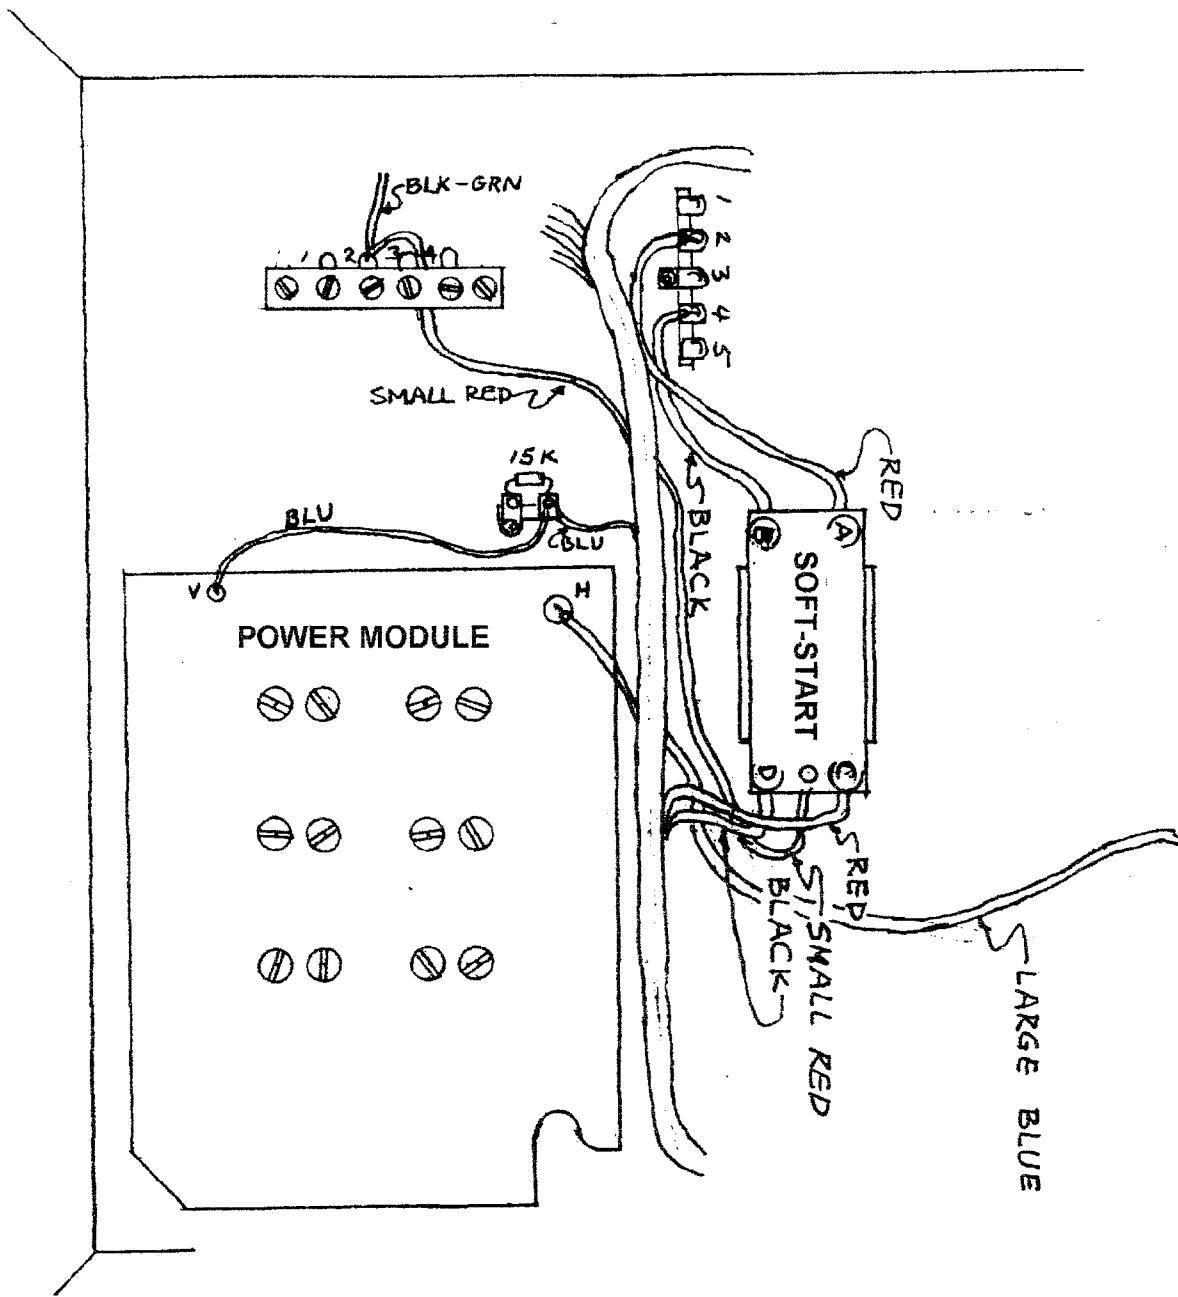 BLK-GRN
1 2 3 4
1
2
3
4
5
SMALL RED
RED
15K
BLU
BLU
BLACK
A
B
V
H
POWER MODULE
SOFT-START
D
C
RED
ST, SMALL RED
BLACK
LARGE BLUE